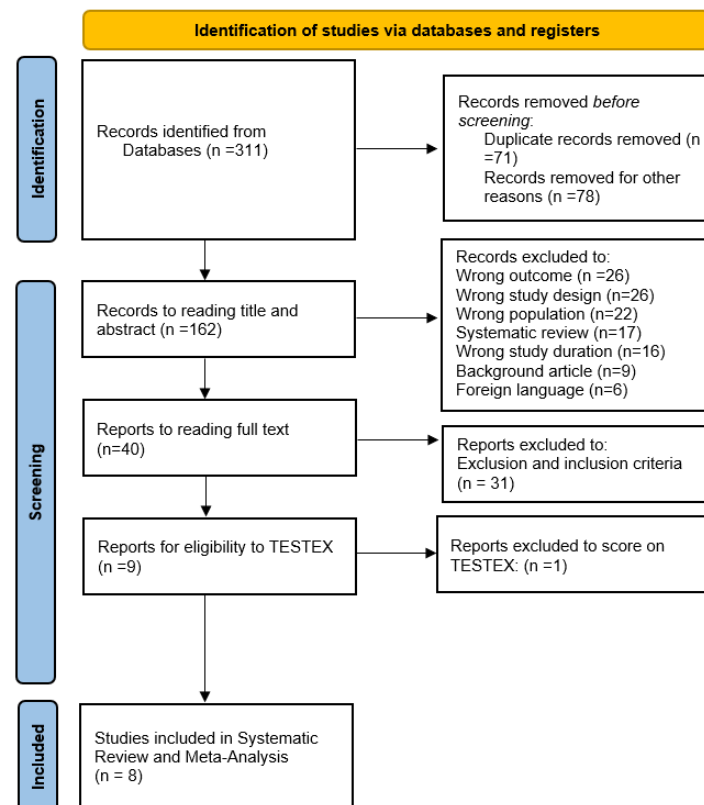 Identification of studies via databases and registers
Identification
Records identified from
Databases (n =311)
Records removed before
screening:
Duplicate records removed (n
=71)
Records removed for other
reasons (n =78)
Screening
Records to reading title and
abstract (n =162)
Records excluded to:
Wrong outcome (n =26)
Wrong study design (n=26)
Wrong population (n=22)
Systematic review (n=17)
Wrong study duration (n=16)
Background article (n=9)
Foreign language (n=6)
Reports to reading full text
(n=40)
Reports excluded to:
Exclusion and inclusion criteria
(n = 31)
Reports for eligibility to TESTEX
(n =9)
Reports excluded to score on
TESTEX: (n =1)
Included
Studies included in Systematic
Review and Meta-Analysis
(n = 8)